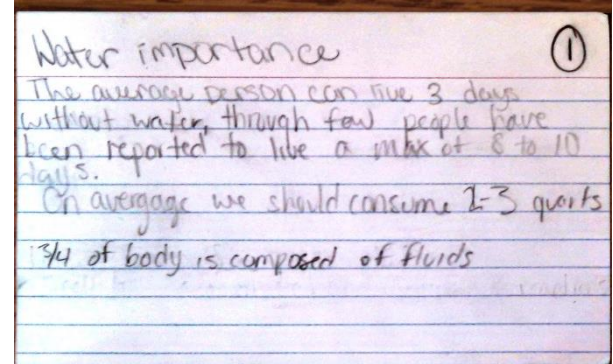 Water importance
1
The average person can live 3 days
without water, through few people have
been reported to live a max of 8 to 10
days.
On avergage we should consume 2-3 quarts
3/4 of body is composed of fluids